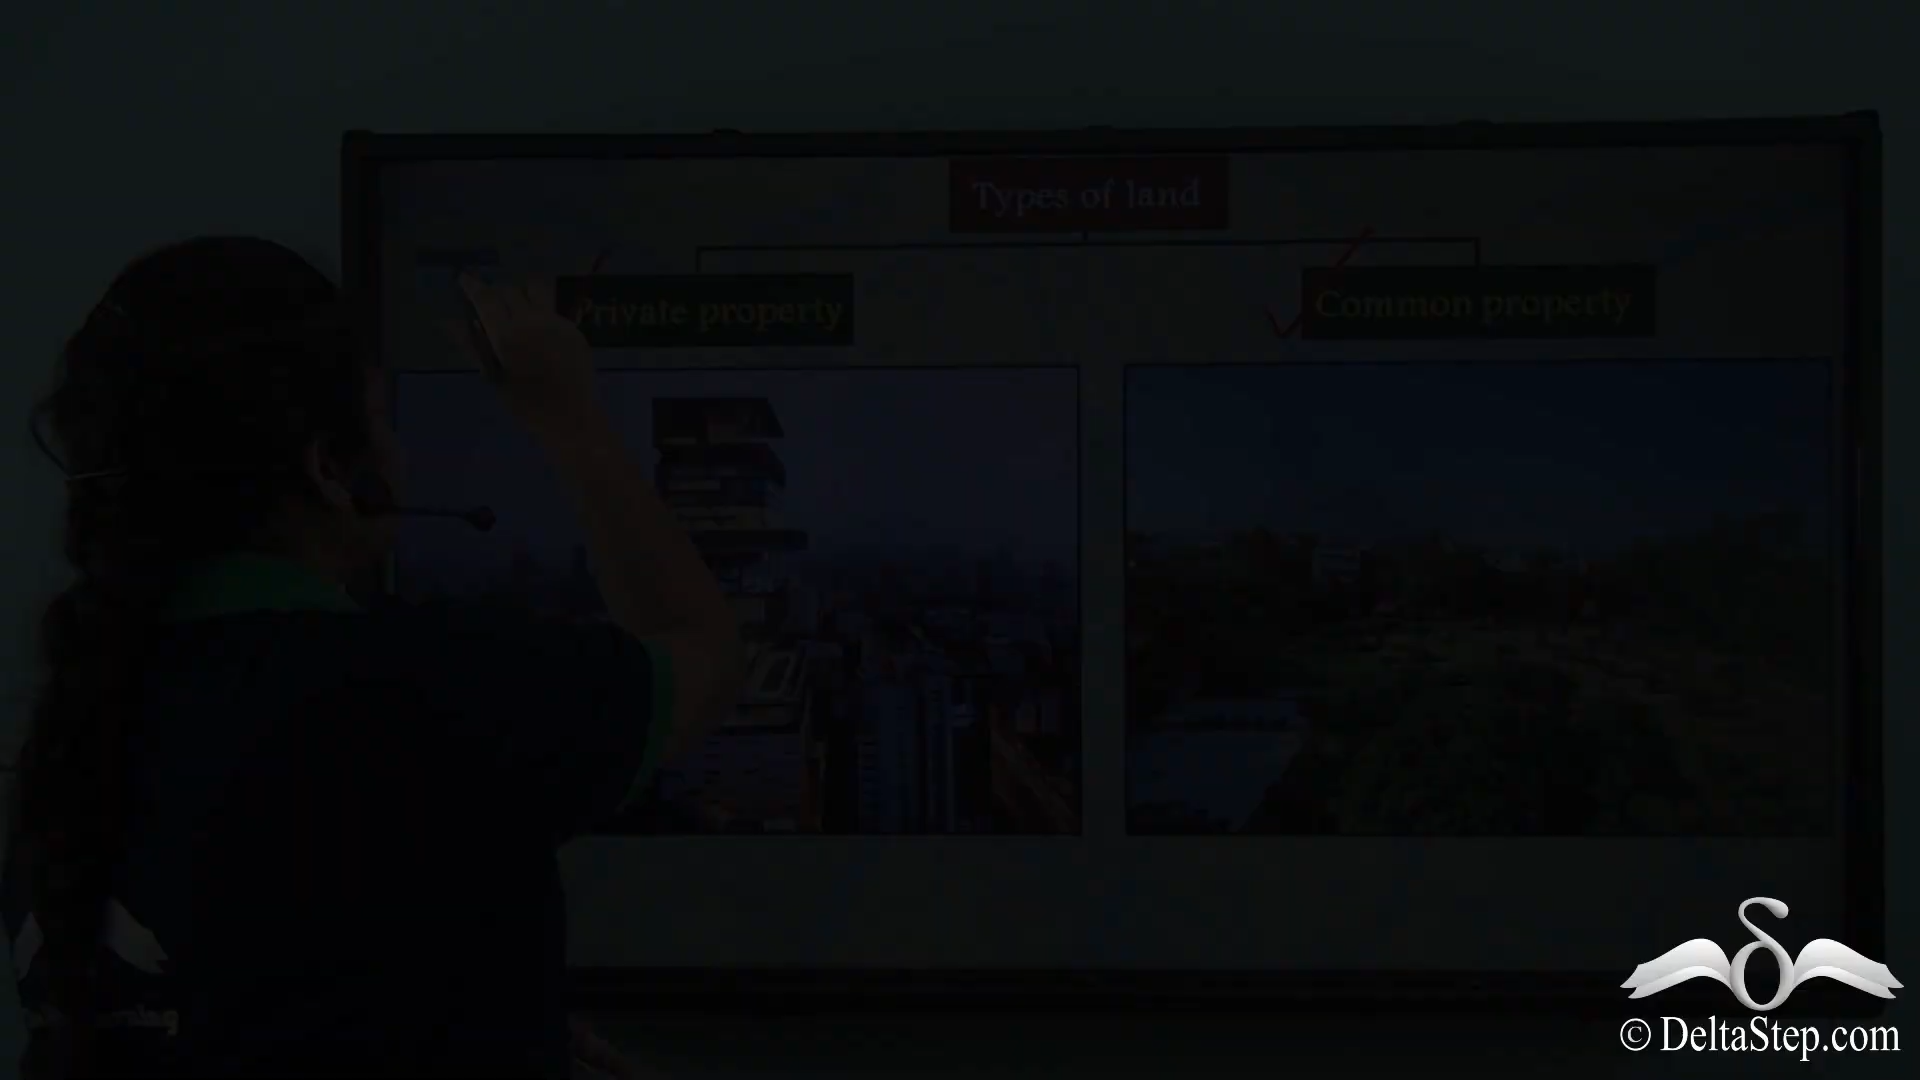 Types of land
Private property
Common property
© DeltaStep.com